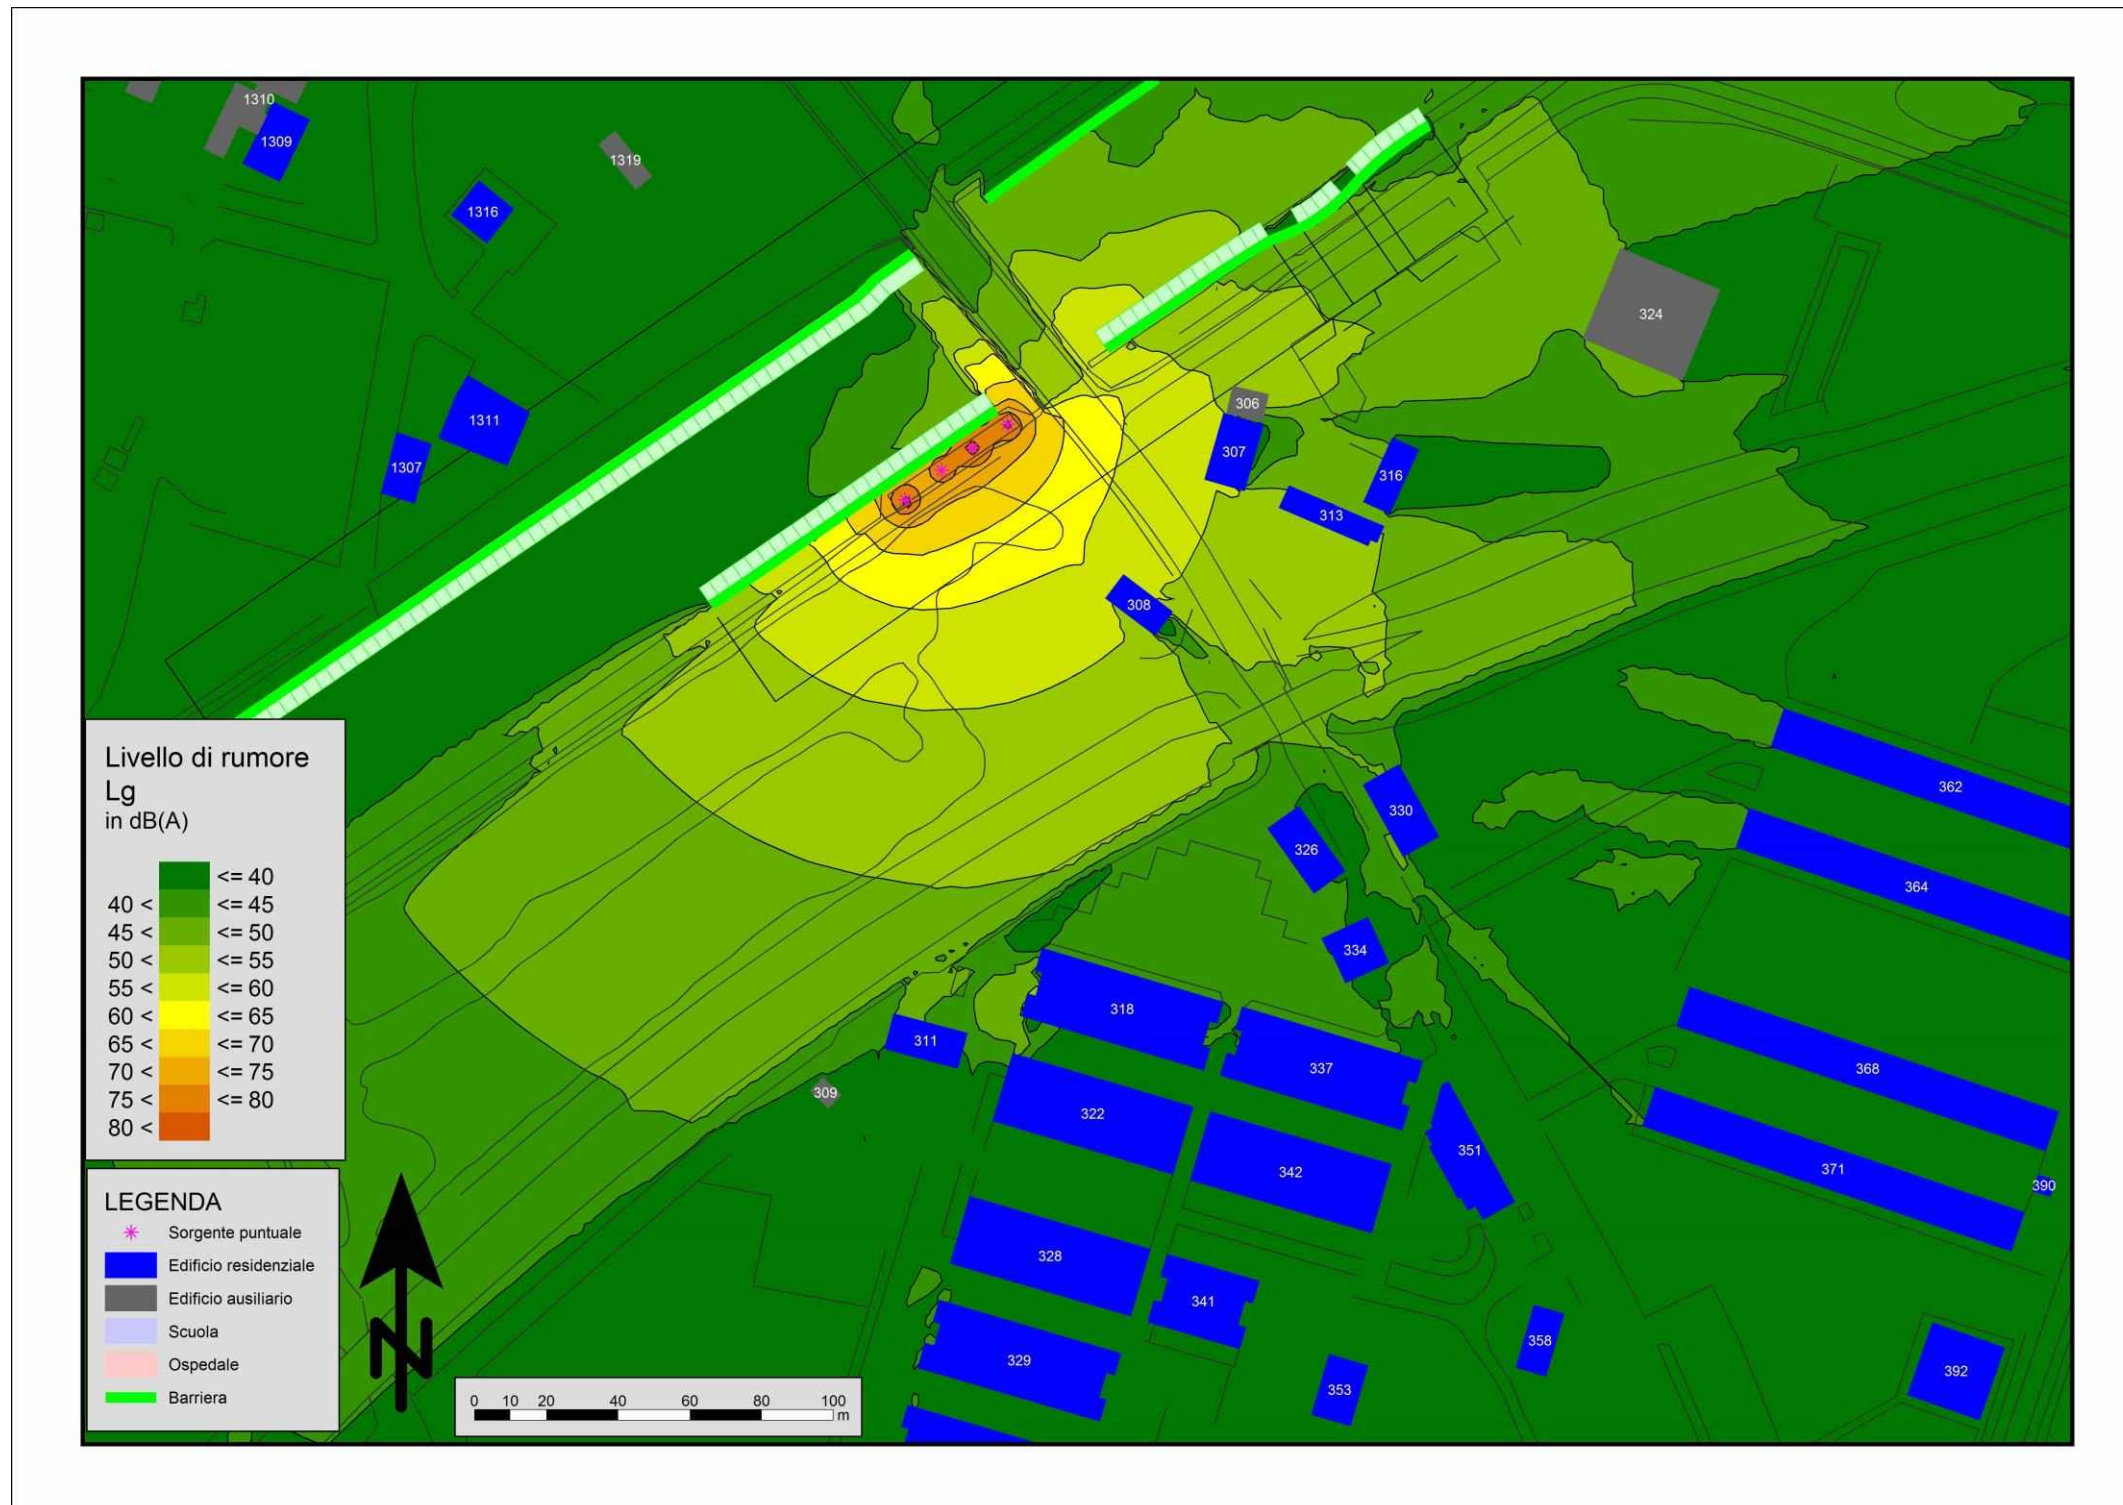 1310
1309
1319
1316
324
306
1311
307
1307
316
313
308
362
330
326
364
334
318
311
337
368
309
322
351
342
371
390
328
341
358
329
392
353
Livello di rumore
Lg
in dB(A)
<= 40
40 < <= 45
45 < <= 50
50 < <= 55
55 < <= 60
60 < <= 65
65 < <= 70
70 < <= 75
75 < <= 80
80 <
LEGENDA
Sorgente puntuale
Edificio residenziale
Edificio ausiliario
Scuola
Ospedale
Barriera
N
0 10 20 40 60 80 100
m